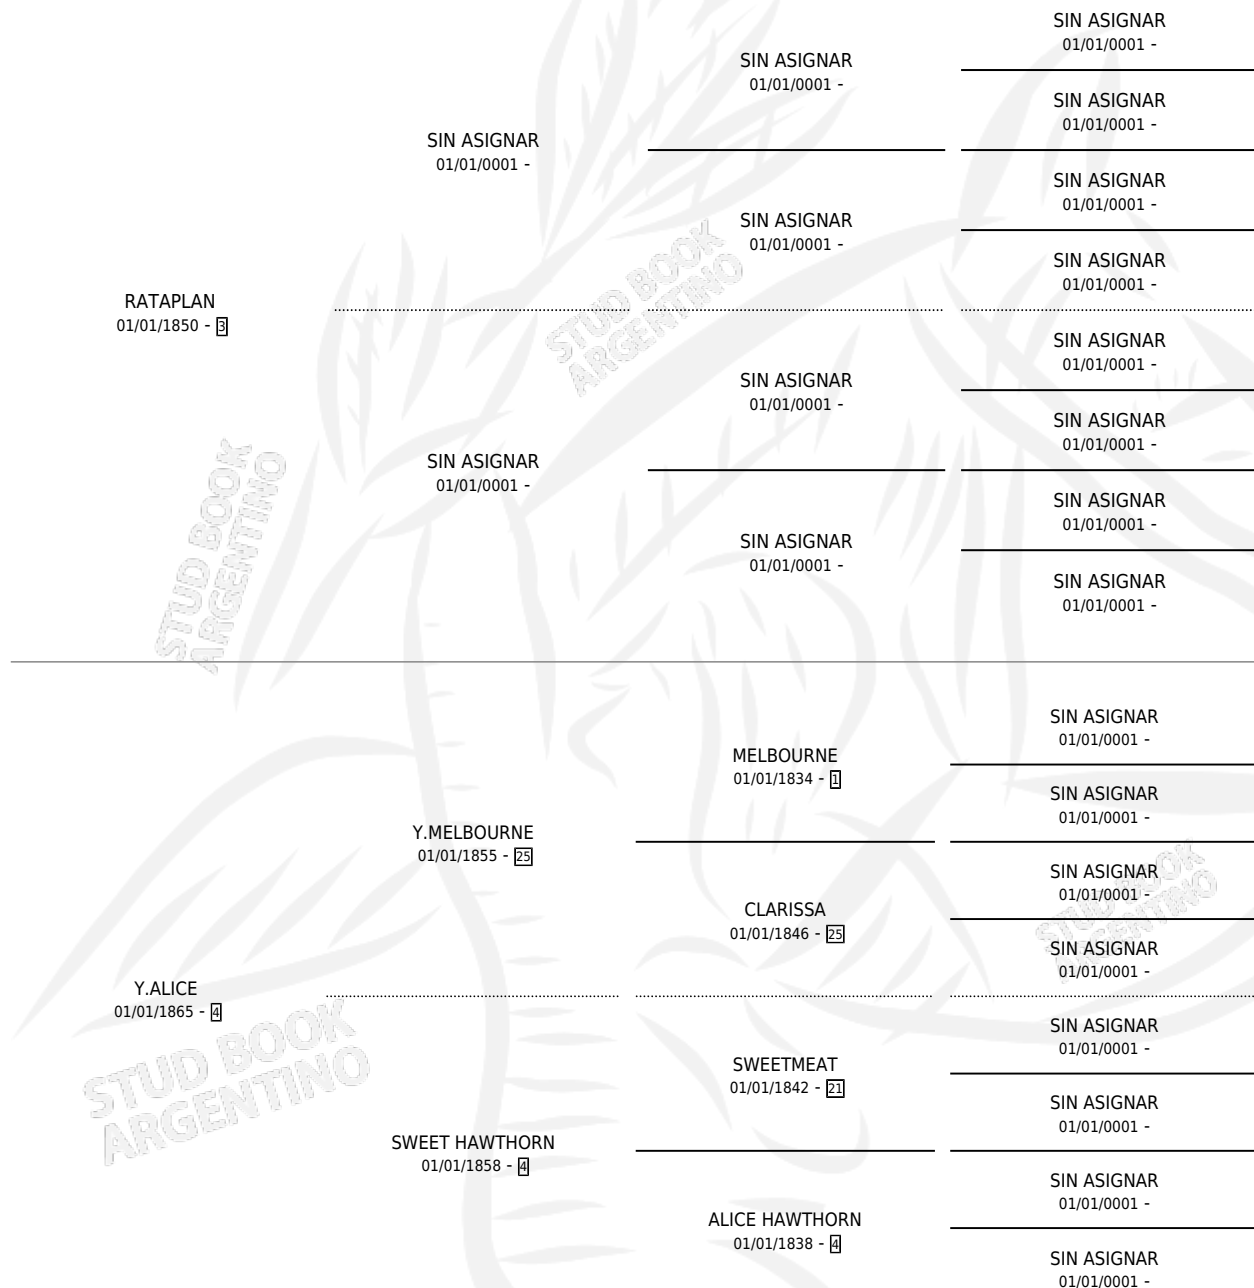 SIN ASIGNAR
01/01/0001 -
SIN ASIGNAR
01/01/0001 -
SIN ASIGNAR
01/01/0001 -
SIN ASIGNAR
01/01/0001 -
SIN ASIGNAR
01/01/0001 -
SIN ASIGNAR
01/01/0001 -
SIN ASIGNAR
01/01/0001 -
STUD BOOK
ARGENTINO
RATAPLAN
01/01/1850 - 3
SIN ASIGNAR
01/01/0001 -
SIN ASIGNAR
01/01/0001 -
SIN ASIGNAR
01/01/0001 -
SIN ASIGNAR
01/01/0001 -
SIN ASIGNAR
01/01/0001 -
SIN ASIGNAR
01/01/0001 -
SIN ASIGNAR
01/01/0001 -
STUD BOOK
ARGENTINO
SIN ASIGNAR
01/01/0001 -
MELBOURNE
01/01/1834 - 1
SIN ASIGNAR
01/01/0001 -
Y.MELBOURNE
01/01/1855 - 25
SIN ASIGNAR
01/01/0001 -
CLARISSA
01/01/1846 - 25
SIN ASIGNAR
01/01/0001 -
STUD BOOK
ARGENTINO
Y.ALICE
01/01/1865 - 4
STUD BOOK
ARGENTINO
SIN ASIGNAR
01/01/0001 -
SWEETMEAT
01/01/1842 - 21
SIN ASIGNAR
01/01/0001 -
SWEET HAWTHORN
01/01/1858 - 4
SIN ASIGNAR
01/01/0001 -
ALICE HAWTHORN
01/01/1838 - 4
SIN ASIGNAR
01/01/0001 -